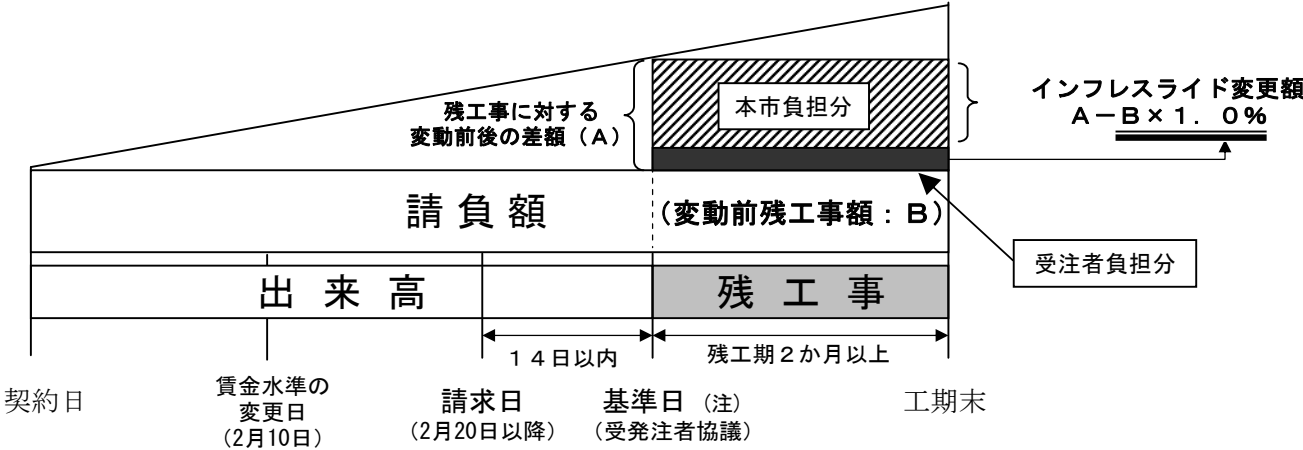 残工事に対する
変動前後の差額（Ａ）
本市負担分
インフレスライド変更額
Ａ－Ｂ×１．０％
請負額
（変動前残工事額：Ｂ）
受注者負担分
出来高
残工事
１４日以内
残工期２か月以上
契約日
賃金水準の
変更日
（2月10日）
請求日
（2月20日以降）
基準日（注）
（受発注者協議）
工期末